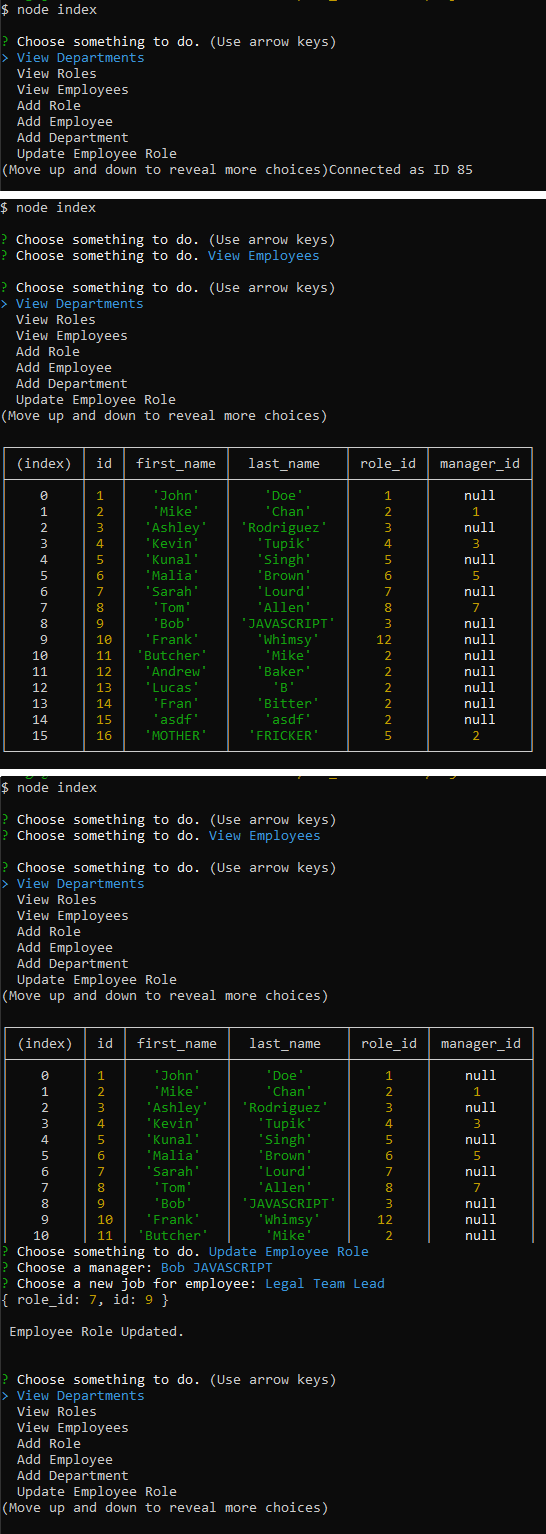 $ node index
? Choose something to do. (Use arrow keys)
> View Departments
View Roles
View Employees
Add Role
Add Employee
Add Department
Update Employee Role
(Move up and down to reveal more choices)Connected as ID 85
$ node index
? Choose something to do. (Use arrow keys)
? Choose something to do. View Employees
? Choose something to do. (Use arrow keys)
> View Departments
View Roles
View Employees
Add Role
Add Employee
Add Department
Update Employee Role
(Move up and down to reveal more choices)
(index) id first_name last_name role_id manager_id
0 1 'John' 'Doe' 1 null
1 2 'Mike' 'Chan' 2 1
2 3 'Ashley' 'Rodriguez' 3 null
3 4 'Kevin' 'Tupik' 4 3
4 5 'Kunal' 'Singh' 5 null
5 6 'Malia' 'Brown' 6 5
6 7 'Sarah' 'Lourd' 7 null
7 8 'Tom' 'Allen' 8 7
8 9 'Bob' 'JAVASCRIPT' 3 null
9 10 'Frank' 'Whimsy' 12 null
10 11 'Butcher' 'Mike' 2 null
11 12 'Andrew' 'Baker' 2 null
12 13 'Lucas' 'B' 2 null
13 14 'Fran' 'Bitter' 2 null
14 15 'asdf' 'asdf' 2 null
15 16 'MOTHER' 'FRICKER' 5 2
$ node index
? Choose something to do. (Use arrow keys)
? Choose something to do. View Employees
? Choose something to do. (Use arrow keys)
> View Departments
View Roles
View Employees
Add Role
Add Employee
Add Department
Update Employee Role
(Move up and down to reveal more choices)
(index) id first_name last_name role_id manager_id
0 1 'John' 'Doe' 1 null
1 2 'Mike' 'Chan' 2 1
2 3 'Ashley' 'Rodriguez' 3 null
3 4 'Kevin' 'Tupik' 4 3
4 5 'Kunal' 'Singh' 5 null
5 6 'Malia' 'Brown' 6 5
6 7 'Sarah' 'Lourd' 7 null
7 8 'Tom' 'Allen' 8 7
8 9 'Bob' 'JAVASCRIPT' 3 null
9 10 'Frank' 'Whimsy' 12 null
10 11 'Butcher' 'Mike' 2 null
? Choose something to do. Update Employee Role
? Choose a manager: Bob JAVASCRIPT
? Choose a new job for employee: Legal Team Lead
{ role_id: 7, id: 9 }
Employee Role Updated.
? Choose something to do. (Use arrow keys)
> View Departments
View Roles
View Employees
Add Role
Add Employee
Add Department
Update Employee Role
(Move up and down to reveal more choices)